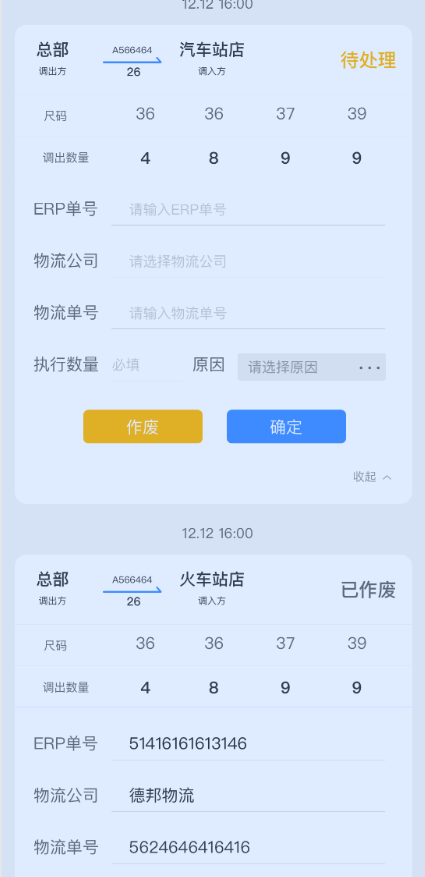 12.12 16:00
总部 A566464 汽车站店 待处理
调出方 26 调入方
尺码 36 36 37 39
调出数量 4 8 9 9
ERP单号 请输入ERP单号
物流公司 请选择物流公司
物流单号 请输入物流单号
执行数量 必填 原因 请选择原因 ···
作废 确定
收起
12.12 16:00
总部 A566464 火车站店 已作废
调出方 26 调入方
尺码 36 36 37 39
调出数量 4 8 9 9
ERP单号 51416161613146
物流公司 德邦物流
物流单号 5624646416416